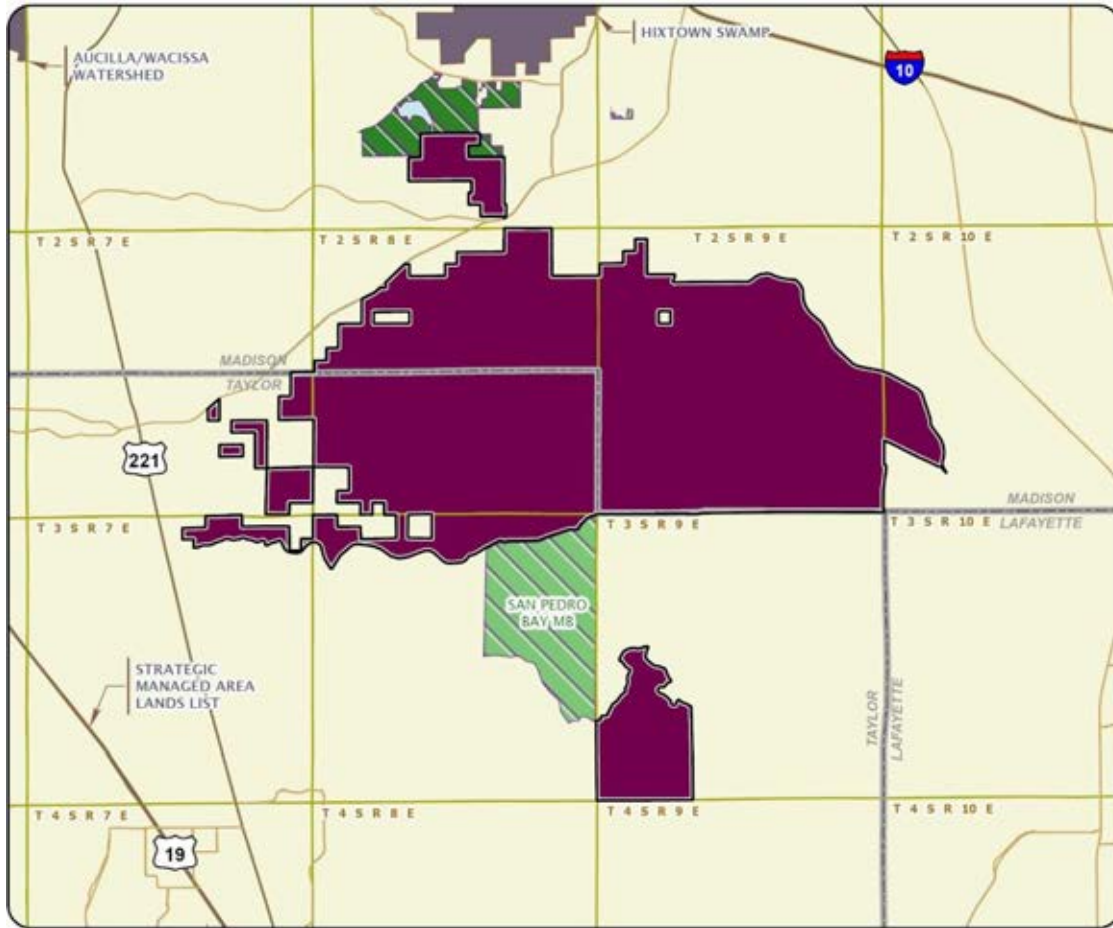 AUCILLA/WACISSA
WATERSHED
HIXTOWN SWAMP
10
T 2 S R 7 E
T 2 S R 8 E
T 2 S R 9 E
T 2 S R 10 E
MADISON
TAYLOR
221
T 3 S R 7 E
T 3 S R 9 E
T 3 S R 10 E
MADISON
LAFAYETTE
SAN PEDRO
BAY MB
STRATEGIC
MANAGED AREA
LANDS LIST
TAYLOR
LAFAYETTE
T 4 S R 7 E
T 4 S R 8 E
T 4 S R 9 E
T 4 S R 10 E
19